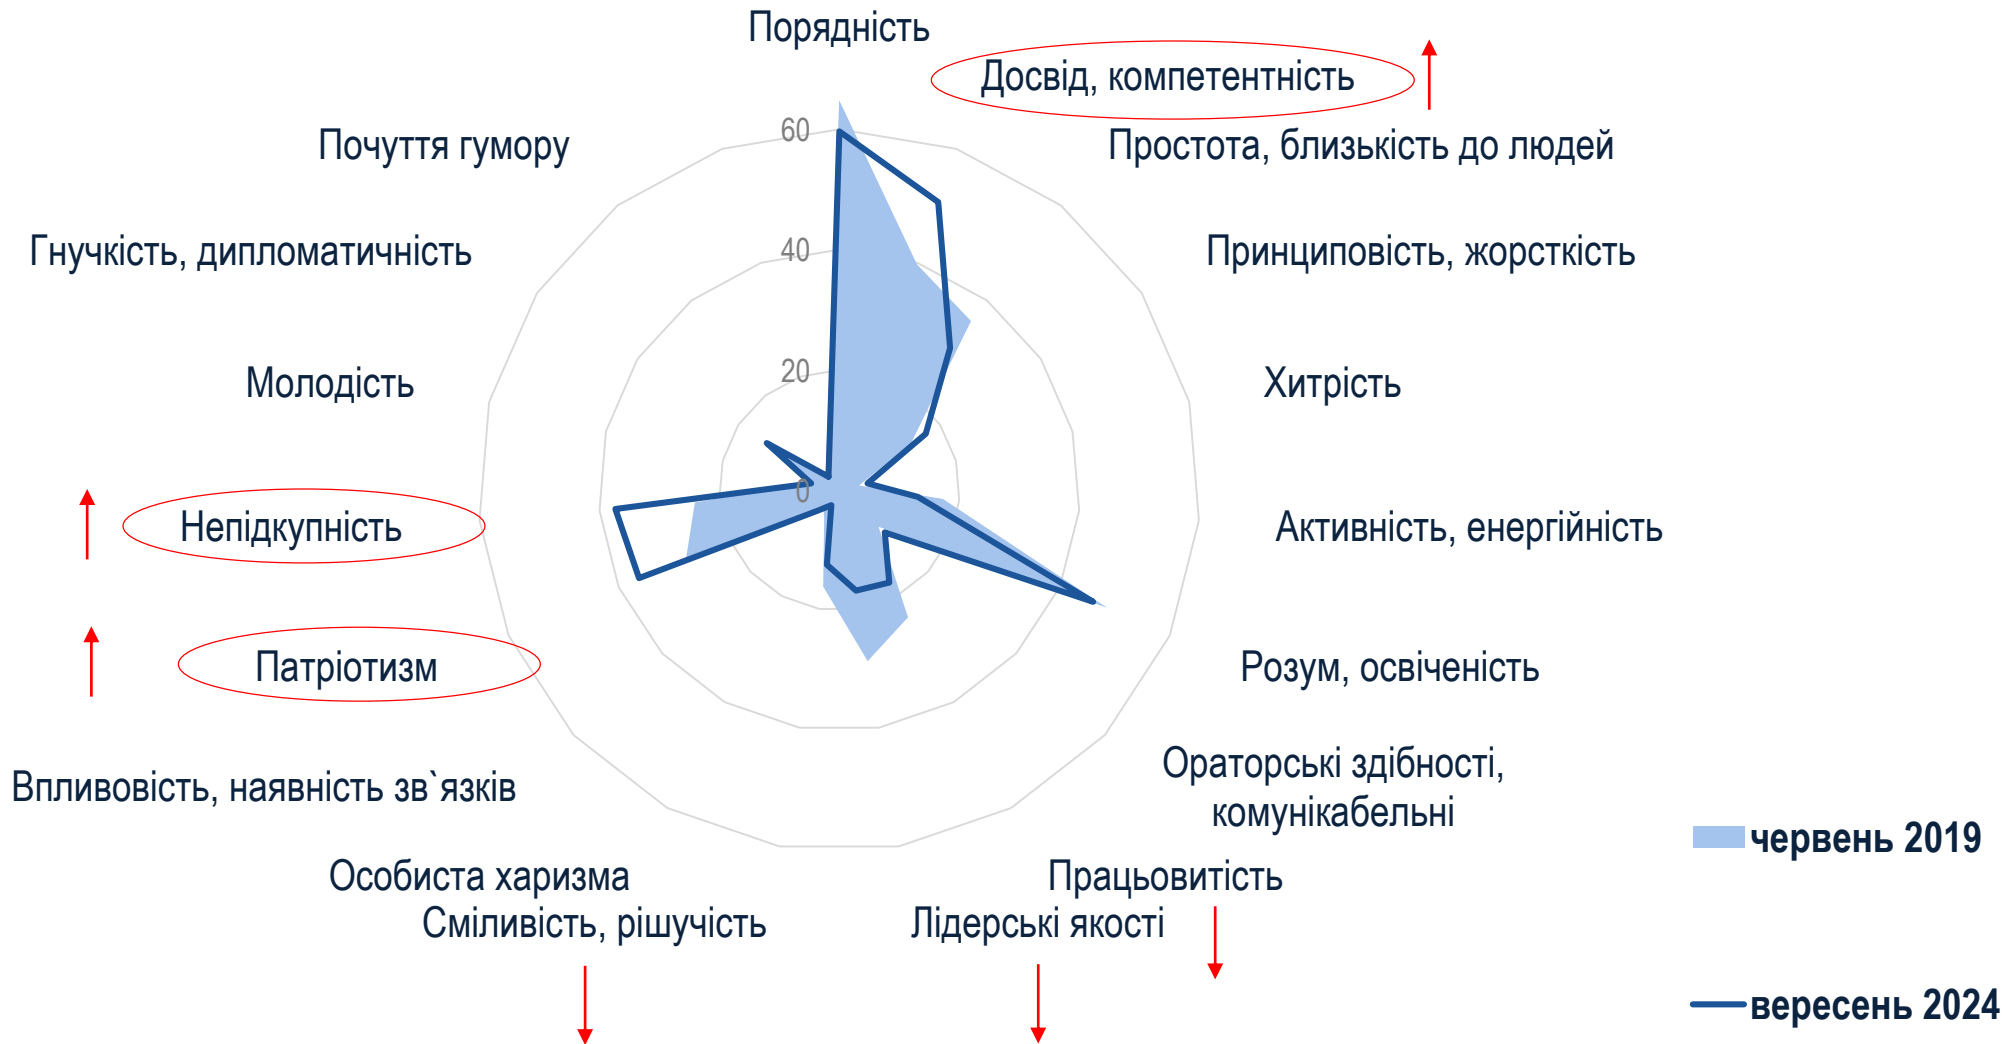 Порядність
Досвід, компетентність
Простота, близькість до людей
Принциповість, жорсткість
Хитрість
Активність, енергійність
Розум, освіченість
Ораторські здібності,
комунікабельні
Працьовитість
Лідерські якості
Сміливість, рішучість
Особиста харизма
Впливовість, наявність зв`язків
Патріотизм
Непідкупність
Молодість
Гнучкість, дипломатичність
Почуття гумору
60
40
20
0
червень 2019
вересень 2024